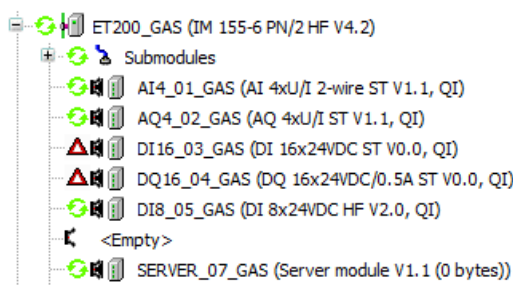 ET200_GAS (IM 155-6 PN/2 HF V4.2)
Submodules
AI4_01_GAS (AI 4xU/I 2-wire ST V1.1, QI)
AQ4_02_GAS (AQ 4xU/I ST V1.1, QI)
DI16_03_GAS (DI 16x24VDC ST V0.0, QI)
DQ16_04_GAS (DQ 16x24VDC/0.5A ST V0.0, QI)
DI8_05_GAS (DI 8x24VDC HF V2.0, QI)
<Empty>
SERVER_07_GAS (Server module V1.1 (0 bytes))